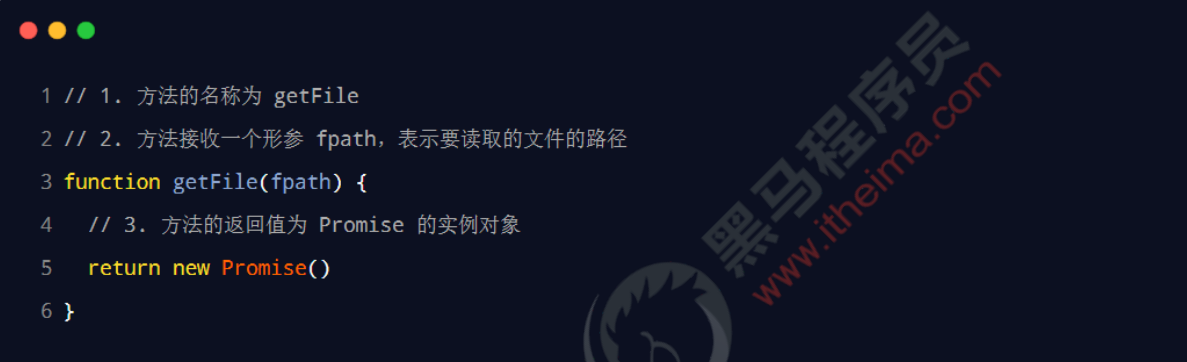 1 // 1. 方法的名称为 getFile
2 // 2. 方法接收一个形参 fpath，表示要读取的文件的路径
3 function getFile(fpath) {
4 // 3. 方法的返回值为 Promise 的实例对象
5 return new Promise()
6 }
黑马程序员
www.itheima.com